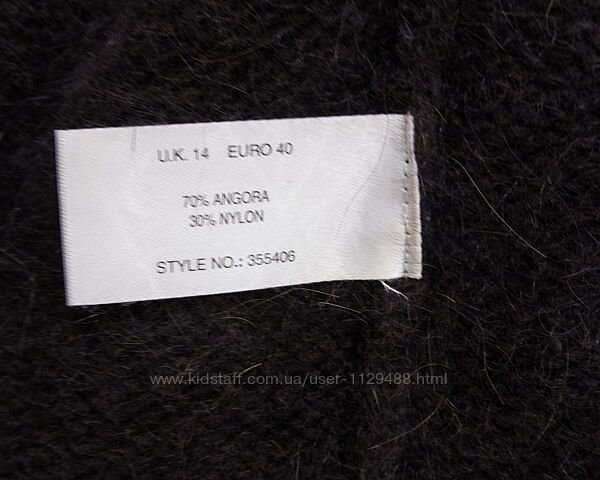 U.K. 14 EURO 40
70% ANGORA
30% NYLON
STYLE NO.: 355406
www.kidstaff.com.ua/user-1129488.html